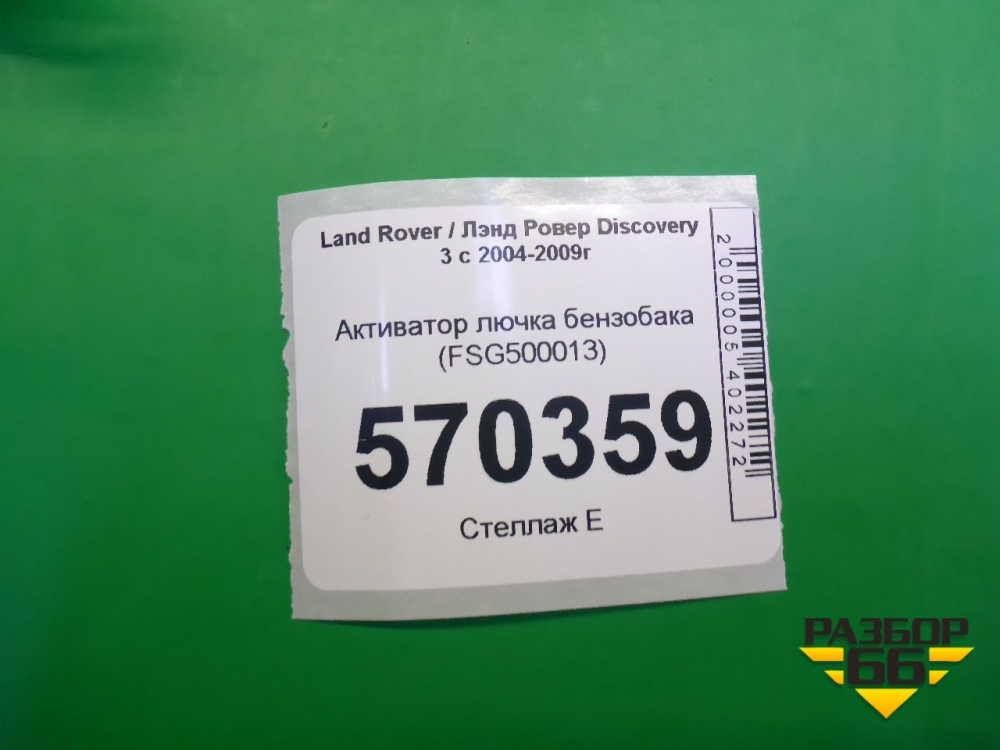 Land Rover / Лэнд Ровер Discovery
3 с 2004-2009г
Активатор лючка бензобака
(FSG500013)
570359
Стеллаж Е
2000005402272
РАЗБОР
66